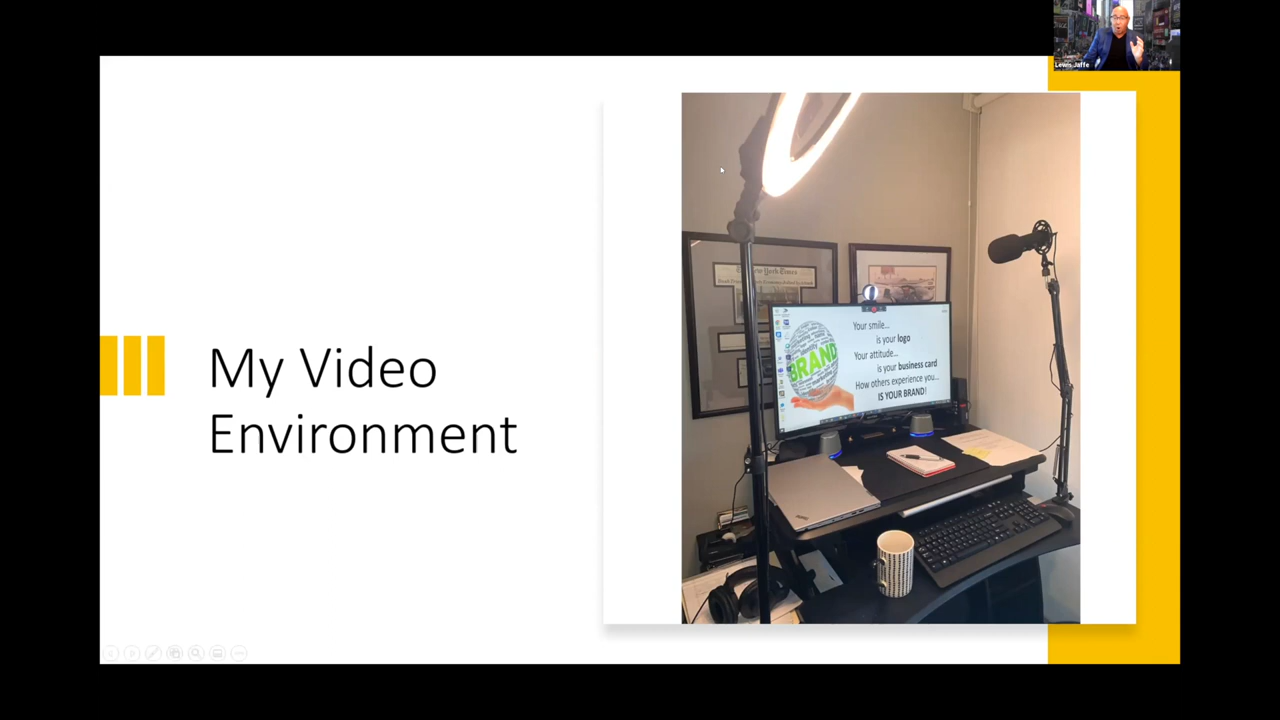 Lewis Jaffe
My Video
Environment
The New York Times
BRAND
Your smile...
is your logo
Your attitude...
is your business card
How others experience you...
IS YOUR BRAND!